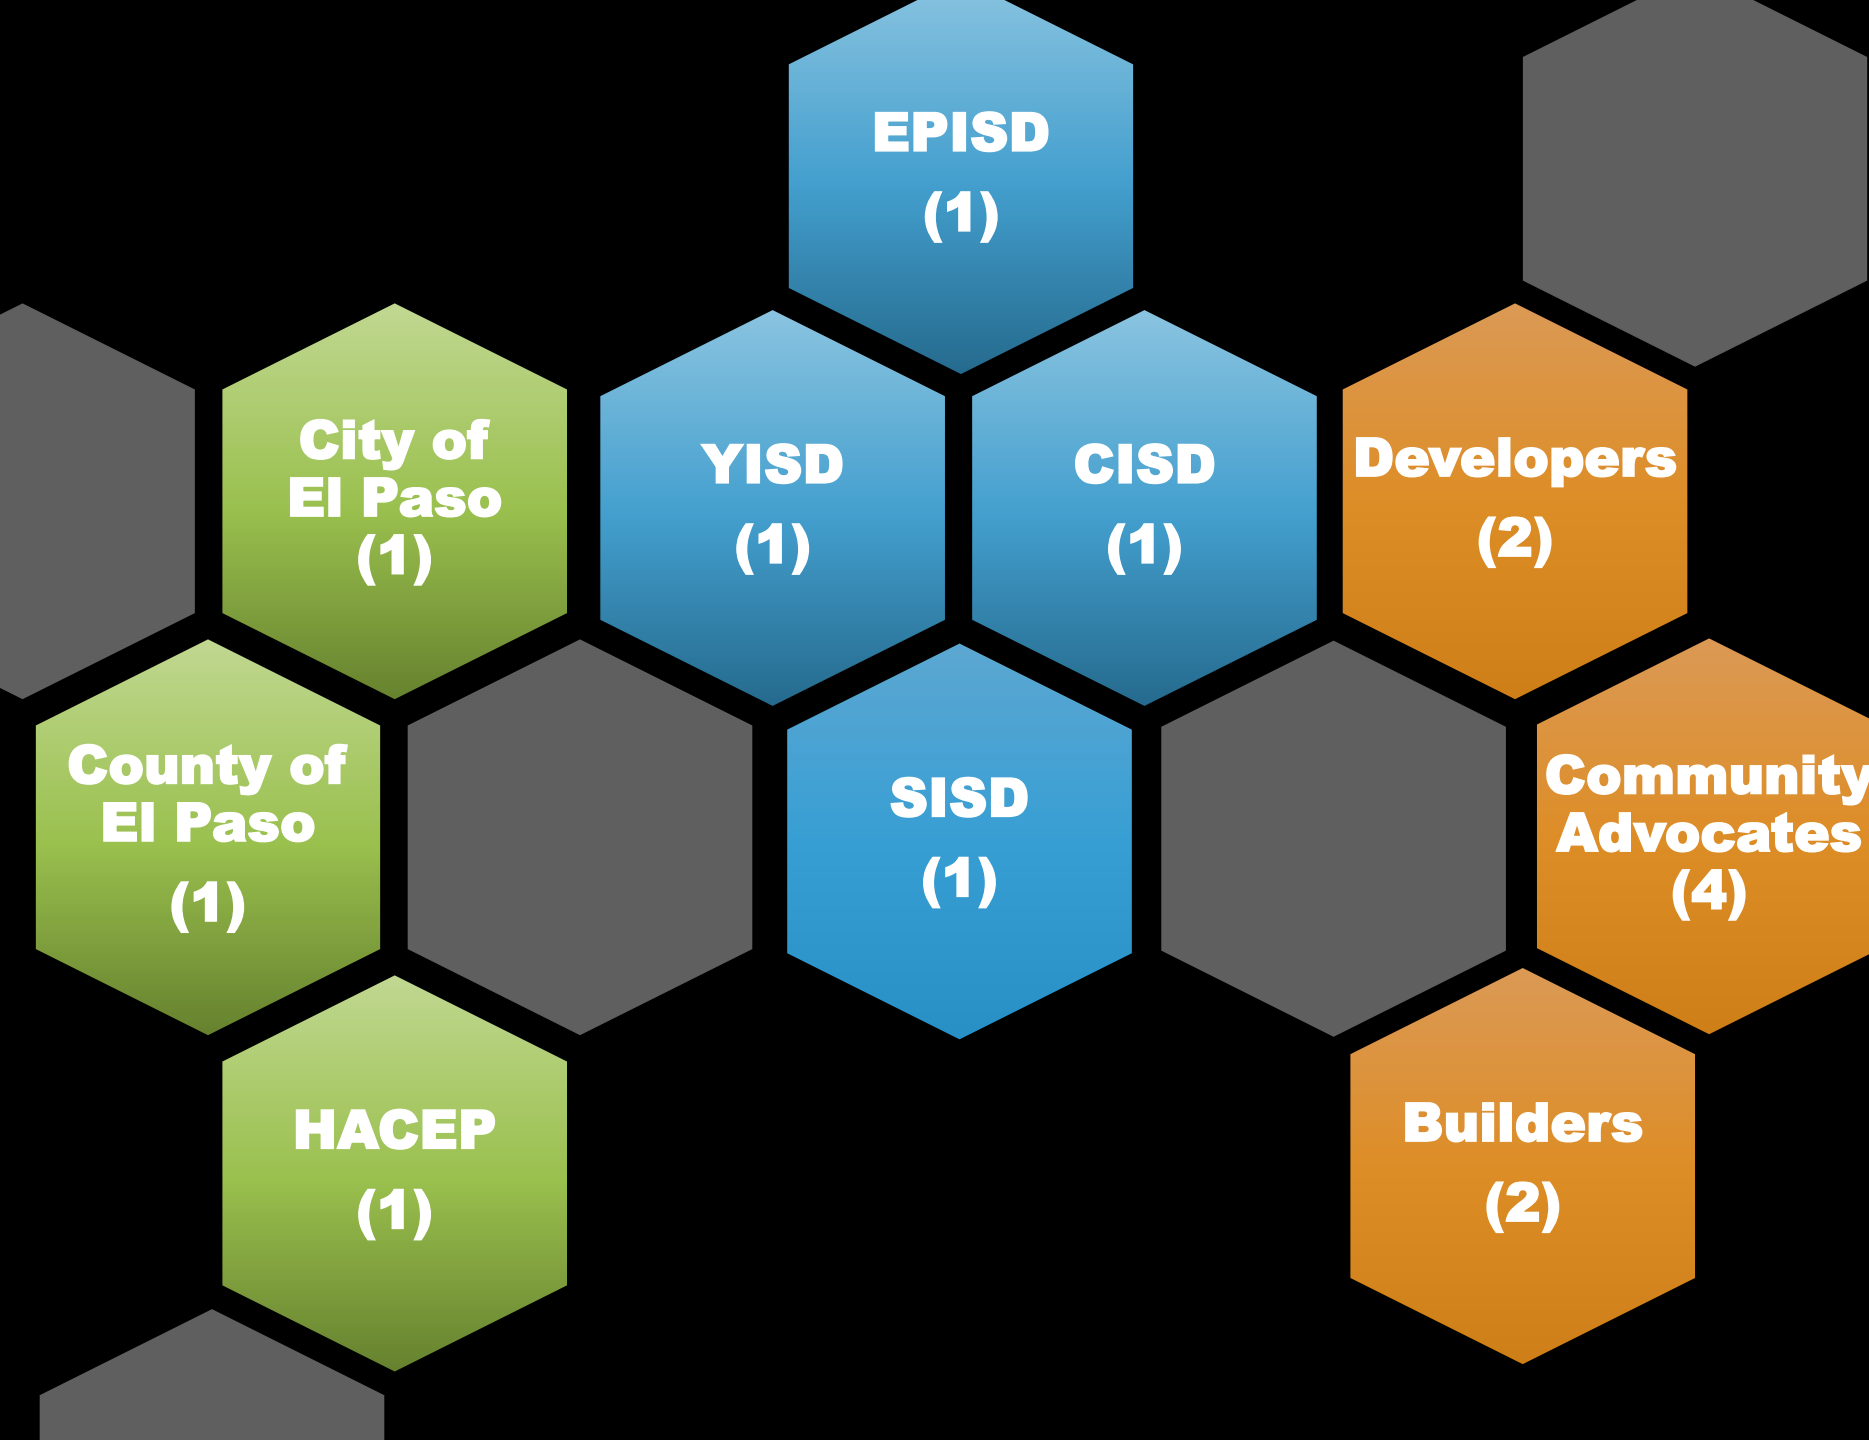 EPISD
(1)
City of
El Paso
(1)
YISD
(1)
CISD
(1)
Developers
(2)
County of
El Paso
(1)
SISD
(1)
Community
Advocates
(4)
HACEP
(1)
Builders
(2)